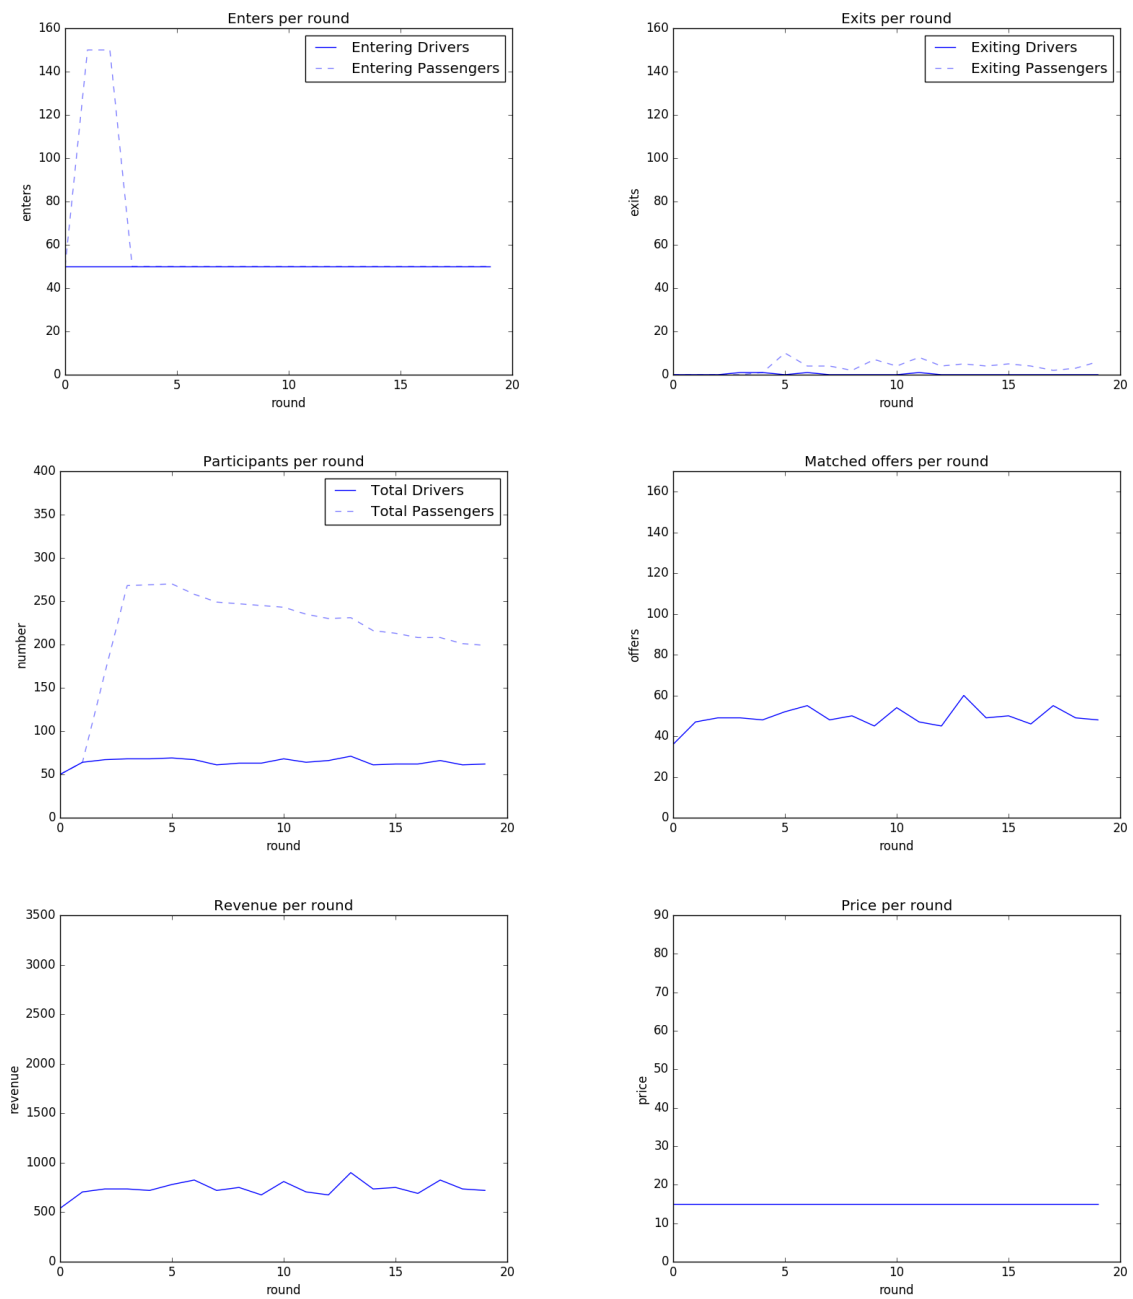 Enters per round
160
140
120
100
80
60
40
20
0
enters
Entering Drivers
Entering Passengers
0 5 10 15 20
round
Exits per round
160
140
120
100
80
60
40
20
0
exits
Exiting Drivers
Exiting Passengers
0 5 10 15 20
round
Participants per round
400
350
300
250
200
150
100
50
0
number
Total Drivers
Total Passengers
0 5 10 15 20
round
Matched offers per round
160
140
120
100
80
60
40
20
0
offers
0 5 10 15 20
round
Revenue per round
3500
3000
2500
2000
1500
1000
500
0
revenue
0 5 10 15 20
round
Price per round
90
80
70
60
50
40
30
20
10
0
price
0 5 10 15 20
round